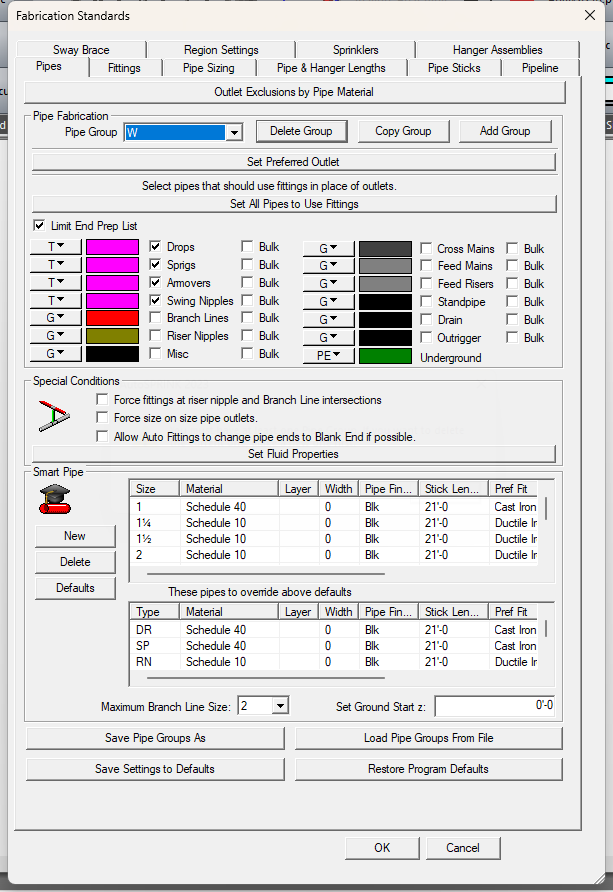 Fabrication Standards
Sway Brace Region Settings Sprinklers Hanger Assemblies
Pipes Fittings Pipe Sizing Pipe & Hanger Lengths Pipe Sticks Pipeline
Outlet Exclusions by Pipe Material
Pipe Fabrication
Pipe Group W Delete Group Copy Group Add Group
Set Preferred Outlet
Select pipes that should use fittings in place of outlets.
Set All Pipes to Use Fittings
Limit End Prep List
T Drops Bulk G Cross Mains Bulk
T Sprigs Bulk G Feed Mains Bulk
T Armovers Bulk G Feed Risers Bulk
T Swing Nipples Bulk G Standpipe Bulk
G Branch Lines Bulk G Drain Bulk
G Riser Nipples Bulk G Outrigger Bulk
G Misc Bulk PE Underground
Special Conditions
Force fittings at riser nipple and Branch Line intersections
Force size on size pipe outlets.
Allow Auto Fittings to change pipe ends to Blank End if possible.
Set Fluid Properties
Smart Pipe
New
Delete
Defaults
Size Material Layer Width Pipe Fin... Stick Len... Pref Fit
1 Schedule 40 0 Blk 21'-0 Cast Iron
1¼ Schedule 10 0 Blk 21'-0 Ductile Ir
1½ Schedule 10 0 Blk 21'-0 Ductile Ir
2 Schedule 10 0 Blk 21'-0 Ductile Ir
These pipes to override above defaults
Type Material Layer Width Pipe Fin... Stick Len... Pref Fit
DR Schedule 40 0 Blk 21'-0 Cast Iron
SP Schedule 40 0 Blk 21'-0 Cast Iron
RN Schedule 10 0 Blk 21'-0 Ductile Ir
Maximum Branch Line Size: 2 Set Ground Start z: 0'-0
Save Pipe Groups As Load Pipe Groups From File
Save Settings to Defaults Restore Program Defaults
OK Cancel